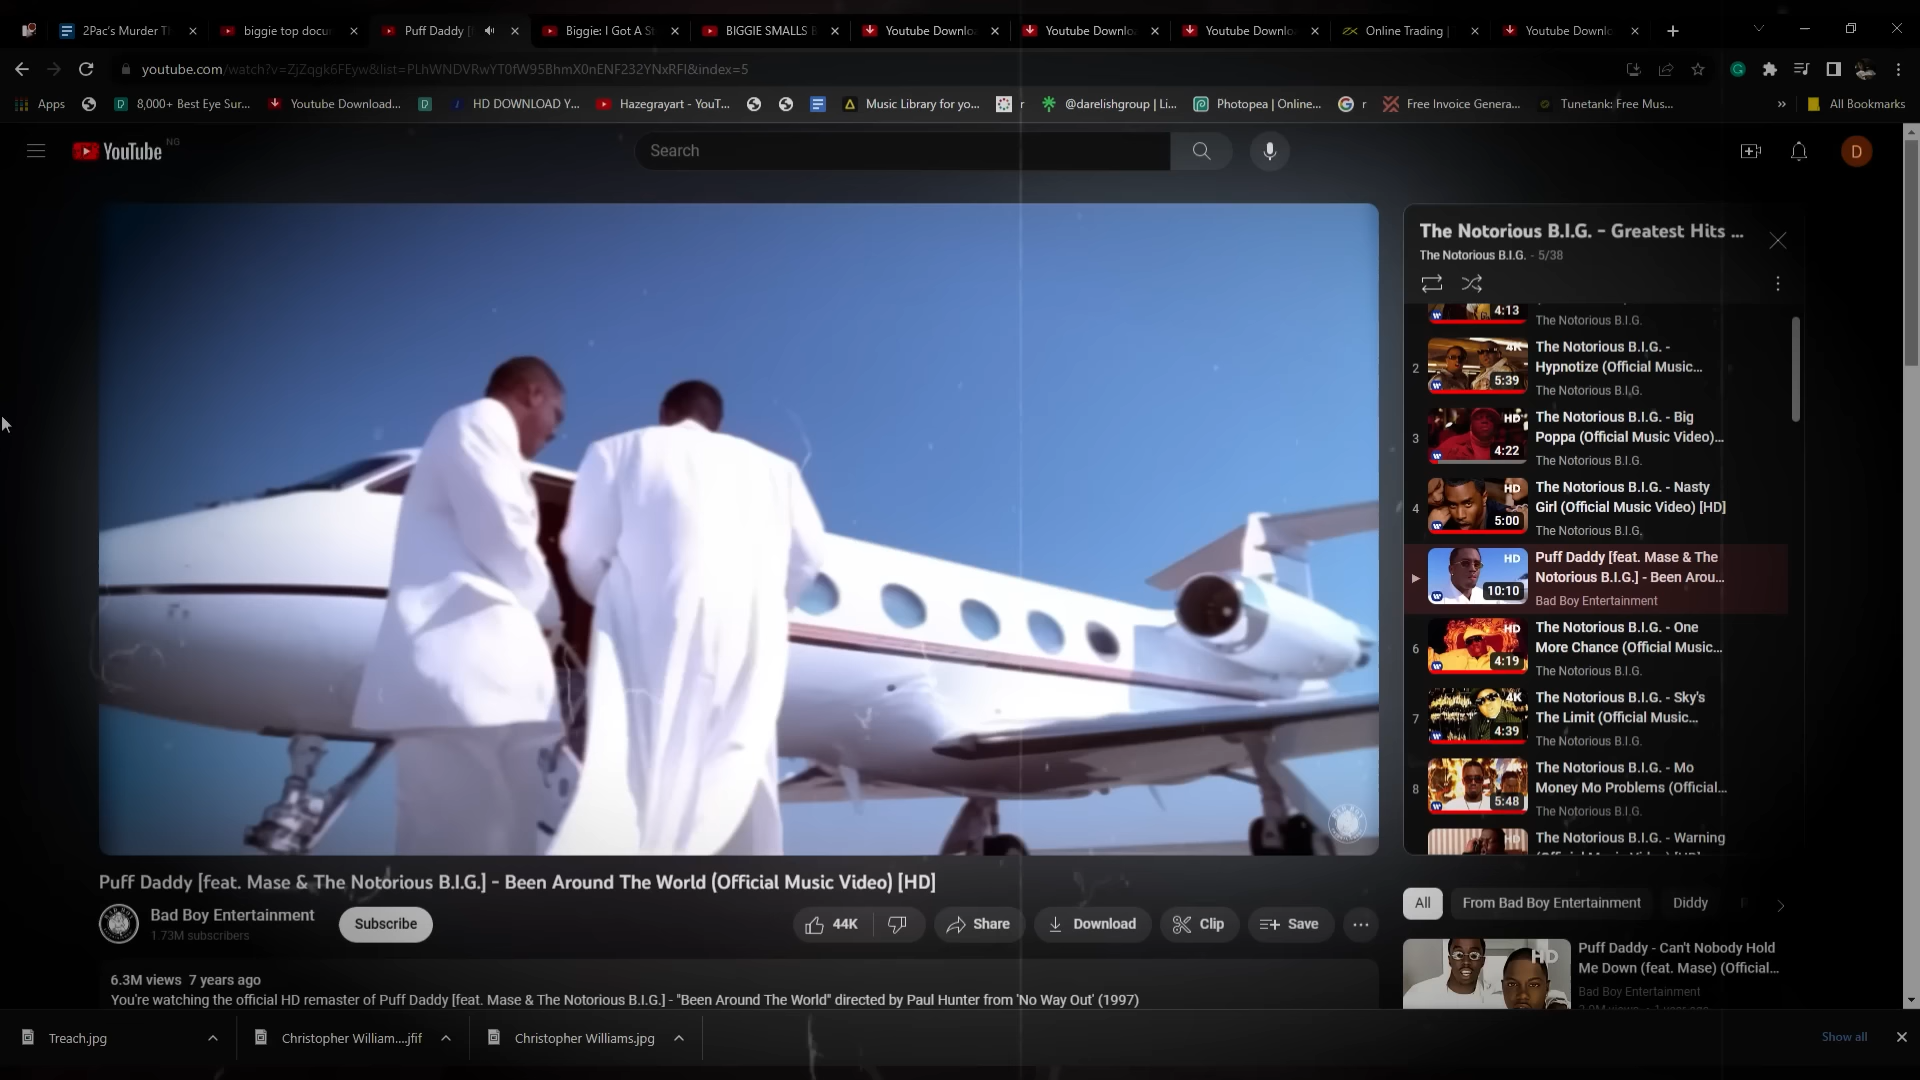 2Pac's Murder T
biggie top docu
Puff Daddy [
Biggie: I Got A S
BIGGIE SMALLS B
Youtube Downlo
Youtube Downlo
Youtube Downlo
Online Trading |
Youtube Downl
youtube.com/watch?v=ZjZqgk6FEyw&list=PLhWNDVRwYT0fW95BhmX0nENF232YNxRFI&index=5
Apps
8,000+ Best Eye Sur...
Youtube Download...
HD DOWNLOAD Y...
Hazegrayart - YouT...
Music Library for yo...
r
@darelishgroup | Li...
Photopea | Online...
r
Free Invoice Genera...
Tunetank: Free Mus...
»
All Bookmarks
YouTube NG
Search
D
The Notorious B.I.G. - Greatest Hits ...
The Notorious B.I.G. - 5/38
4:13
The Notorious B.I.G.
2
4K
5:39
The Notorious B.I.G. -
Hypnotize (Official Music...
The Notorious B.I.G.
3
HD
4:22
The Notorious B.I.G. - Big
Poppa (Official Music Video)...
The Notorious B.I.G.
4
HD
5:00
The Notorious B.I.G. - Nasty
Girl (Official Music Video) [HD]
The Notorious B.I.G.
HD
10:10
Puff Daddy [feat. Mase & The
Notorious B.I.G.] - Been Arou...
Bad Boy Entertainment
6
HD
4:19
The Notorious B.I.G. - One
More Chance (Official Music...
The Notorious B.I.G.
7
4K
4:39
The Notorious B.I.G. - Sky's
The Limit (Official Music...
The Notorious B.I.G.
8
5:48
The Notorious B.I.G. - Mo
Money Mo Problems (Official...
The Notorious B.I.G.
HD
The Notorious B.I.G. - Warning
Puff Daddy [feat. Mase & The Notorious B.I.G.] - Been Around The World (Official Music Video) [HD]
Bad Boy Entertainment
1.73M subscribers
Subscribe
44K
Share
Download
Clip
Save
6.3M views 7 years ago
You're watching the official HD remaster of Puff Daddy [feat. Mase & The Notorious B.I.G.] - "Been Around The World" directed by Paul Hunter from 'No Way Out' (1997)
All
From Bad Boy Entertainment
Diddy
HD
Puff Daddy - Can't Nobody Hold
Me Down (feat. Mase) (Official...
Bad Boy Entertainment
Treach.jpg
Christopher William....jfif
Christopher Williams.jpg
Show all